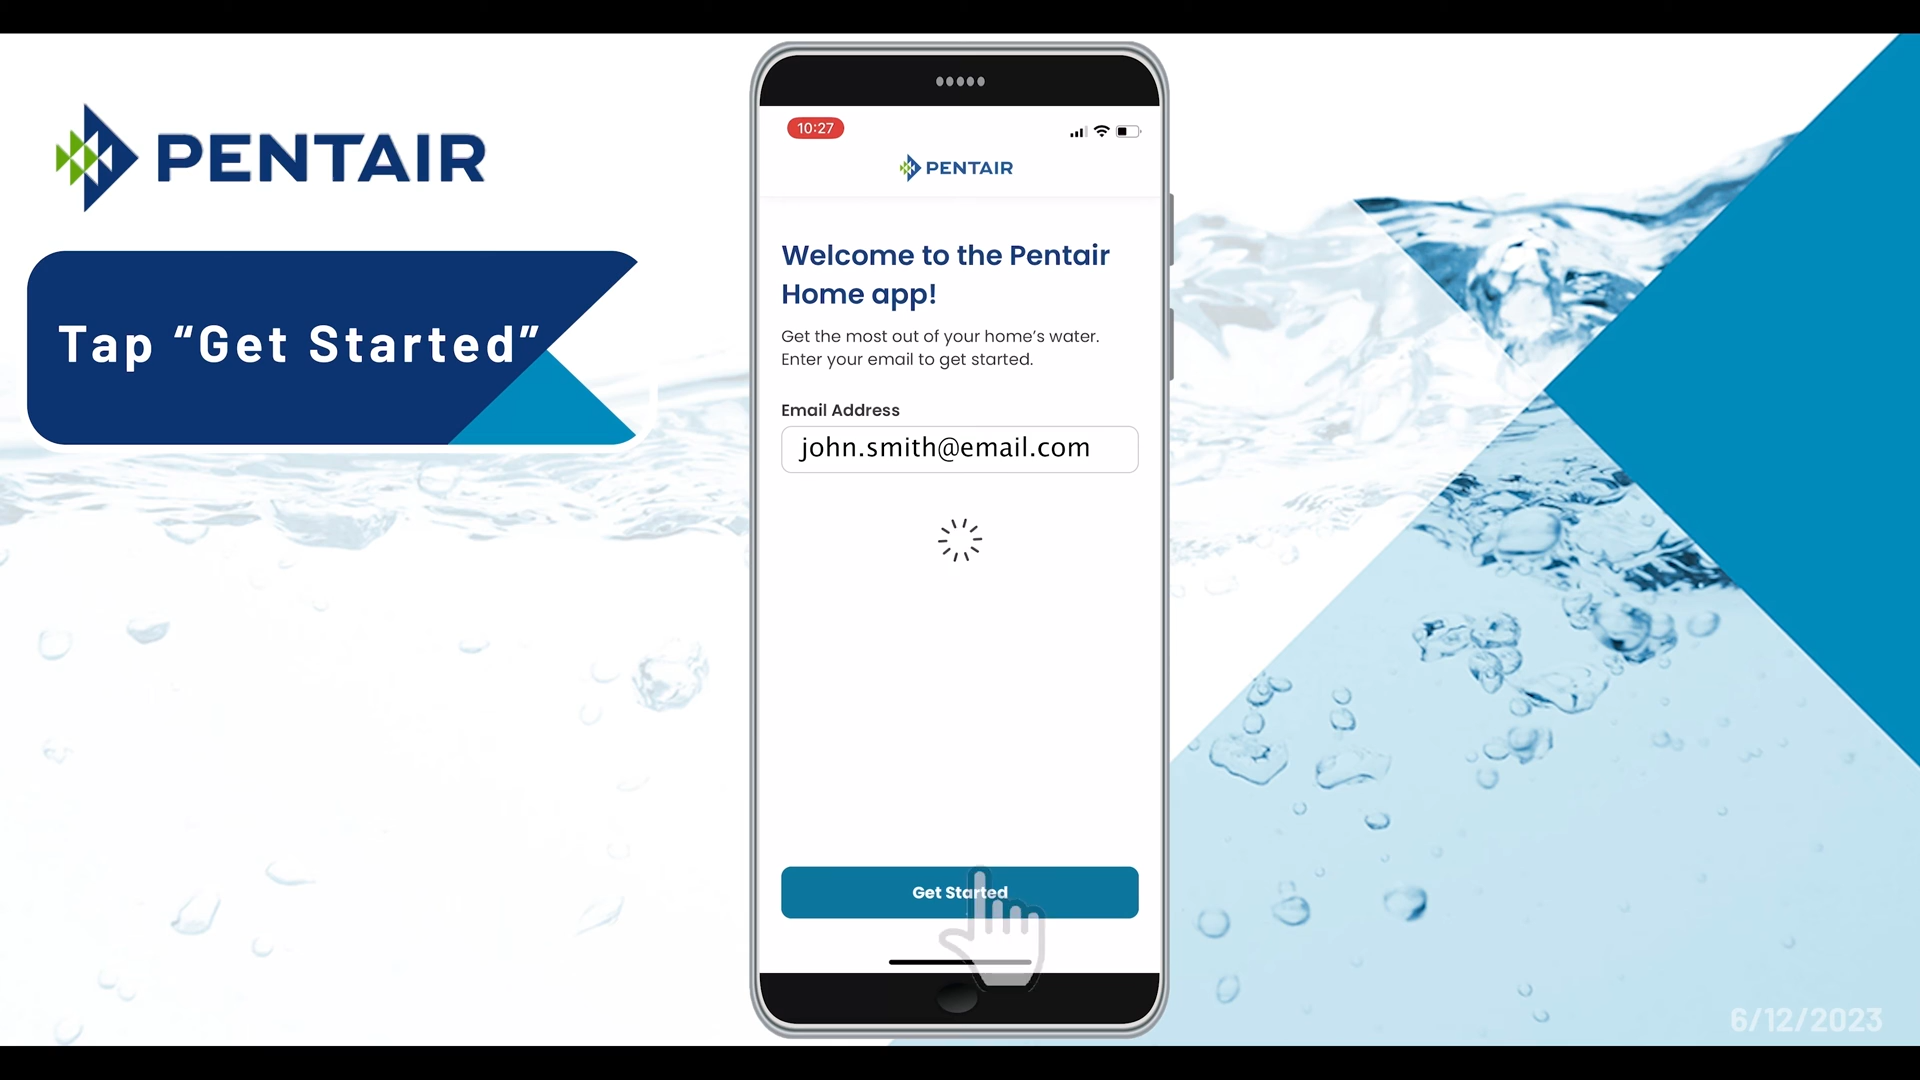 PENTAIR
Tap “Get Started”
10:27
PENTAIR
Welcome to the Pentair
Home app!
Get the most out of your home’s water.
Enter your email to get started.
Email Address
john.smith@email.com
Get Started
6/12/2023